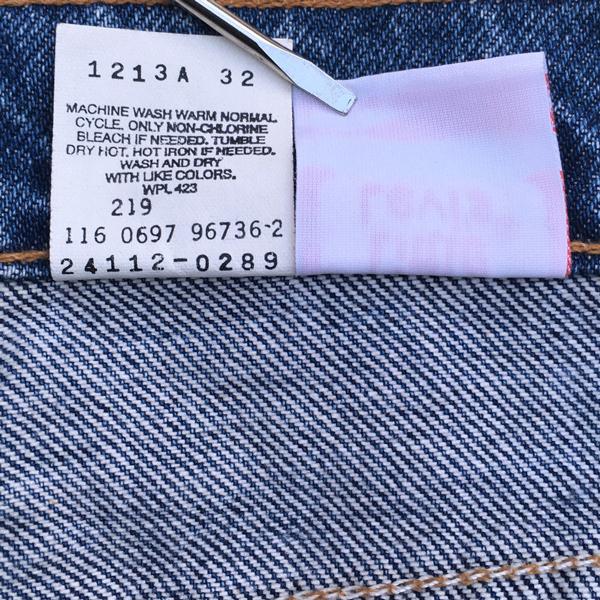 1213A 32
MACHINE WASH WARM NORMAL
CYCLE. ONLY NON-CHLORINE
BLEACH IF NEEDED. TUMBLE
DRY HOT, HOT IRON IF NEEDED.
WASH AND DRY
WITH LIKE COLORS.
WPL 423
219
116 0697 96736-2
24112-0289